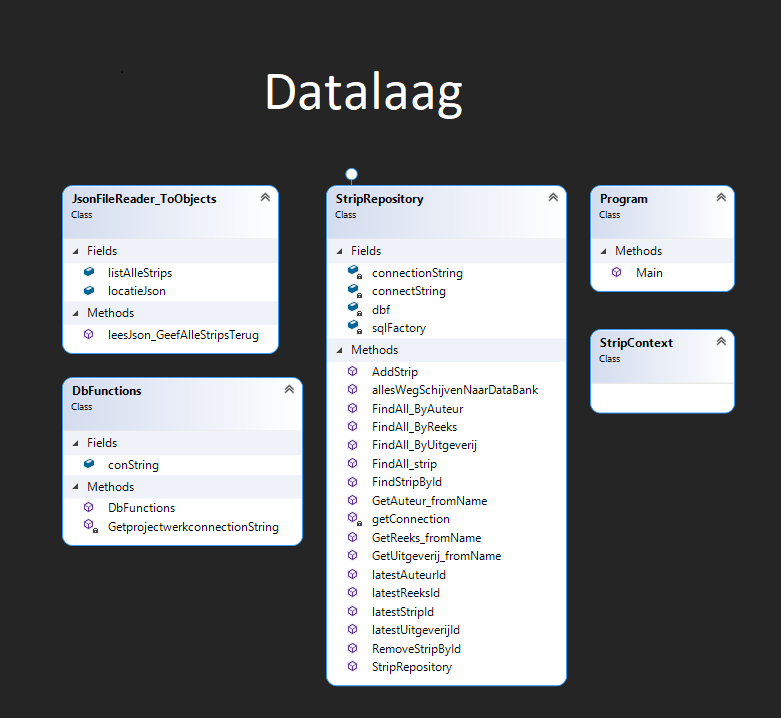 Datalaag
JsonFileReader_ToObjects
Class
Fields
listAlleStrips
locatieJson
Methods
leesJson_GeefAlleStripsTerug
DbFunctions
Class
Fields
conString
Methods
DbFunctions
GetprojectwerkconnectionString
StripRepository
Class
Fields
connectionString
connectString
dbf
sqlFactory
Methods
AddStrip
allesWegSchijvenNaarDataBank
FindAll_ByAuteur
FindAll_ByReeks
FindAll_ByUitgeverij
FindAll_strip
FindStripById
GetAuteur_fromName
getConnection
GetReeks_fromName
GetUitgeverij_fromName
latestAuteurId
latestReeksId
latestStripId
latestUitgeverijId
RemoveStripById
StripRepository
Program
Class
Methods
Main
StripContext
Class